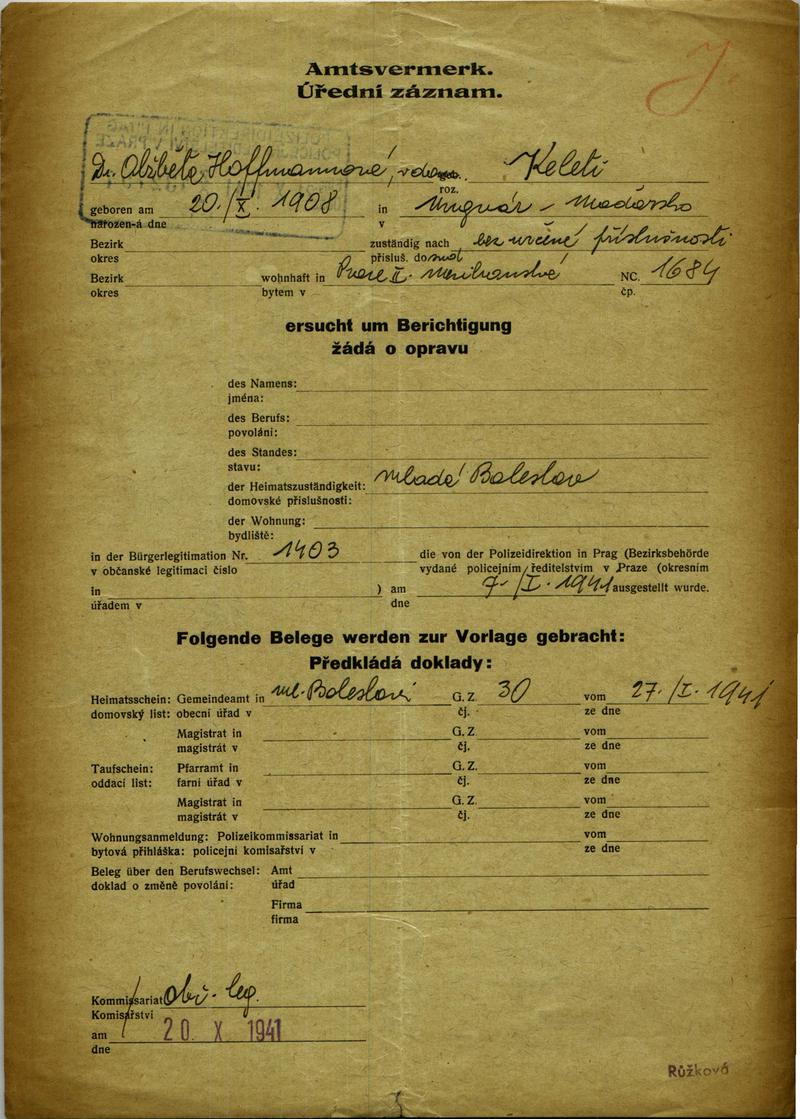 Amtsvermerk.
Úřední záznam.
Dr. Alžběta Hoffmannová, vdova Keleti
roz.
geboren am 20./X. 1908 in Unguár - Maďarsko
narozen-á dne v
Bezirk zuständig nach bez určené příslušnosti
okres přísluš. do
Bezirk wohnhaft in II. NC. 1684
okres bytem v čp.
ersucht um Berichtigung
žádá o opravu
des Namens:
jména:
des Berufs:
povolání:
des Standes:
stavu:
der Heimatszuständigkeit: Mladá Boleslav
domovské příslušnosti:
der Wohnung:
bydliště:
in der Bürgerlegitimation Nr. 1403 die von der Polizeidirektion in Prag (Bezirksbehörde
v občanské legitimaci číslo vydané policejním ředitelstvím v Praze (okresním
in ) am 7./I. 1941 ausgestellt wurde.
úřadem v dne
Folgende Belege werden zur Vorlage gebracht:
Předkládá doklady:
Heimatsschein: Gemeindeamt in Ml. Boleslavi G. Z. 30 vom 27./I. 1941
domovský list: obecní úřad v čj. ze dne
Magistrat in G. Z. vom
magistrát v čj. ze dne
Taufschein: Pfarramt in G. Z. vom
oddací list: farní úřad v čj. ze dne
Magistrat in G. Z. vom
magistrát v čj. ze dne
Wohnungsanmeldung: Polizeikommissariat in vom
bytová přihláška: policejní komisařství v ze dne
Beleg über den Berufswechsel: Amt
doklad o změně povolání: úřad
Firma
firma
Kommissariat obč. leg.
Komisařství
am 20. X 1941
dne
Růžková